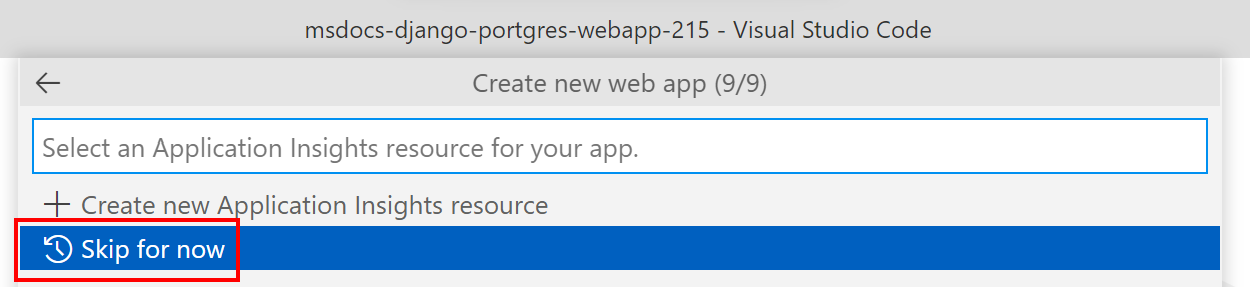 msdocs-django-portgres-webapp-215 - Visual Studio Code
Create new web app (9/9)
Select an Application Insights resource for your app.
Create new Application Insights resource
Skip for now